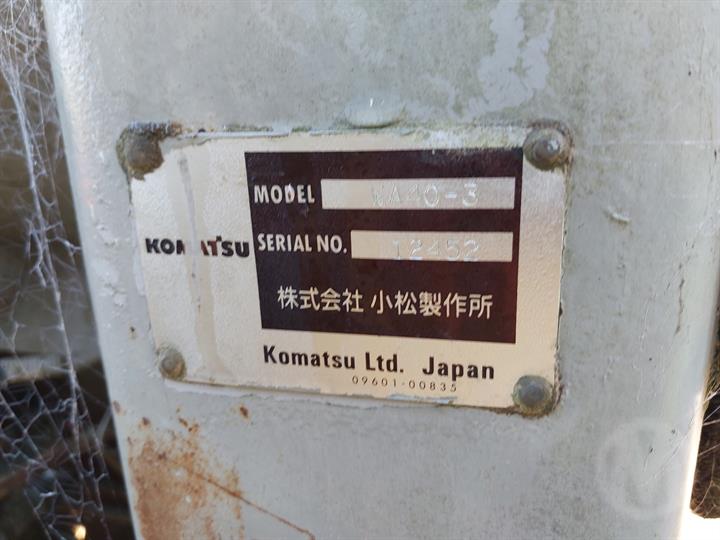 MODEL WA40-3
KOMATSU
SERIAL NO. 12452
株式会社 小松製作所
Komatsu Ltd. Japan
09601-00835